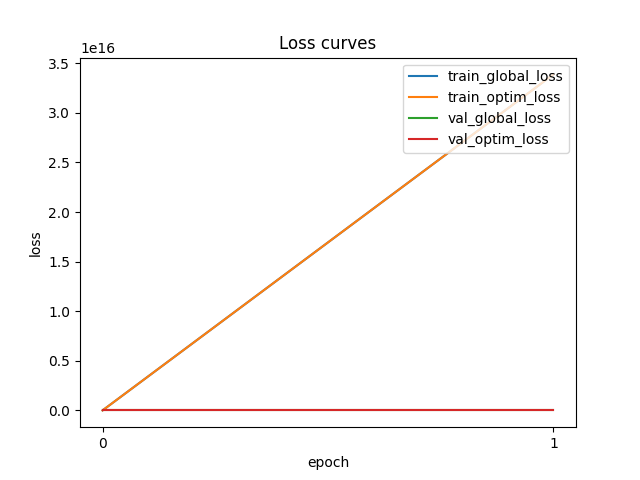 Loss curves
1e16
3.5
3.0
2.5
2.0
1.5
1.0
0.5
0.0
loss
train_global_loss
train_optim_loss
val_global_loss
val_optim_loss
0
1
epoch